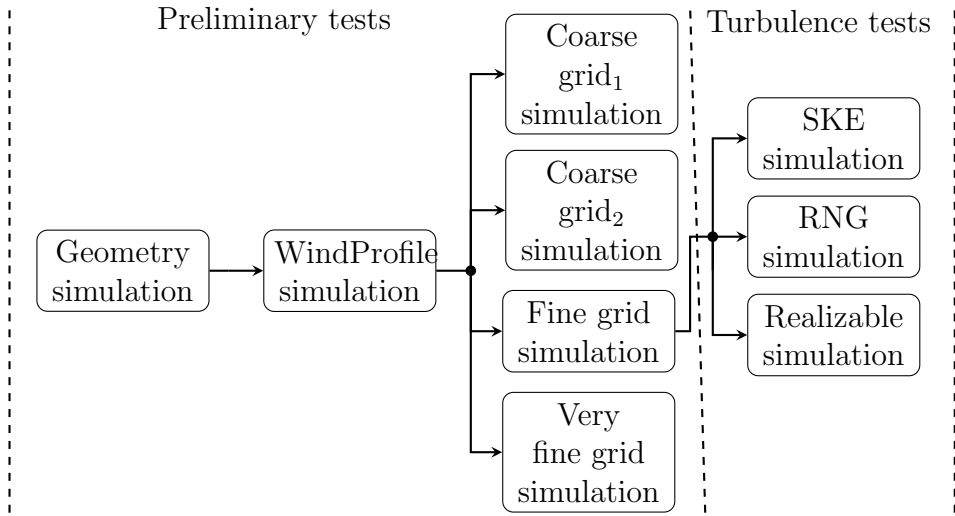 Preliminary tests
Turbulence tests
Geometry
simulation
WindProfile
simulation
Coarse
grid₁
simulation
Coarse
grid₂
simulation
Fine grid
simulation
Very
fine grid
simulation
SKE
simulation
RNG
simulation
Realizable
simulation